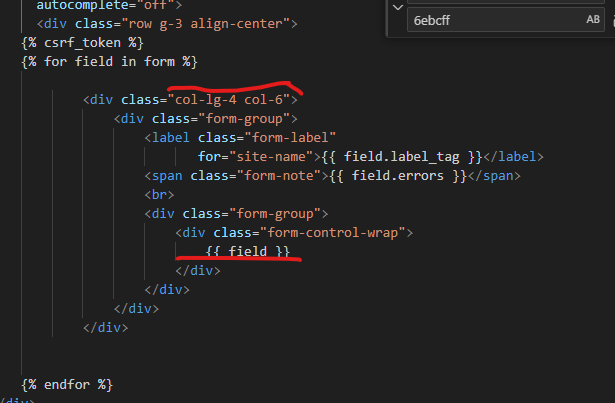 autocomplete="off">
<div class="row g-3 align-center">
{% csrf_token %}
{% for field in form %}
<div class="col-lg-4 col-6">
<div class="form-group">
<label class="form-label"
for="site-name">{{ field.label_tag }}</label>
<span class="form-note">{{ field.errors }}</span>
<br>
<div class="form-group">
<div class="form-control-wrap">
{{ field }}
</div>
</div>
</div>
</div>
{% endfor %}
/div>
6ebcff
AB